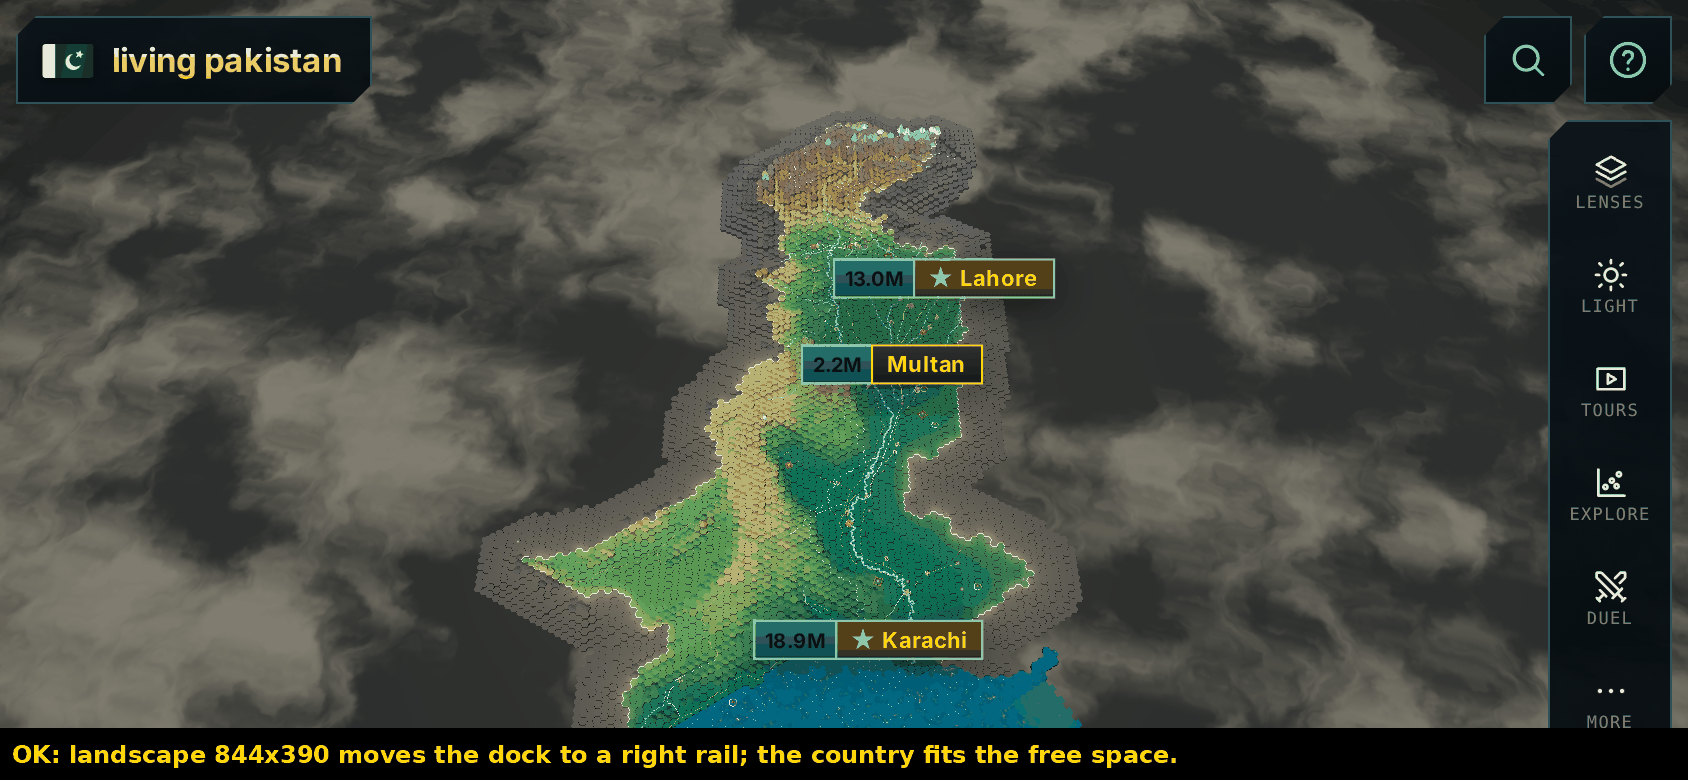 living pakistan
LENSES
13.0M ★ Lahore
LIGHT
2.2M Multan
TOURS
EXPLORE
DUEL
18.9M ★ Karachi
MORE
OK: landscape 844x390 moves the dock to a right rail; the country fits the free space.